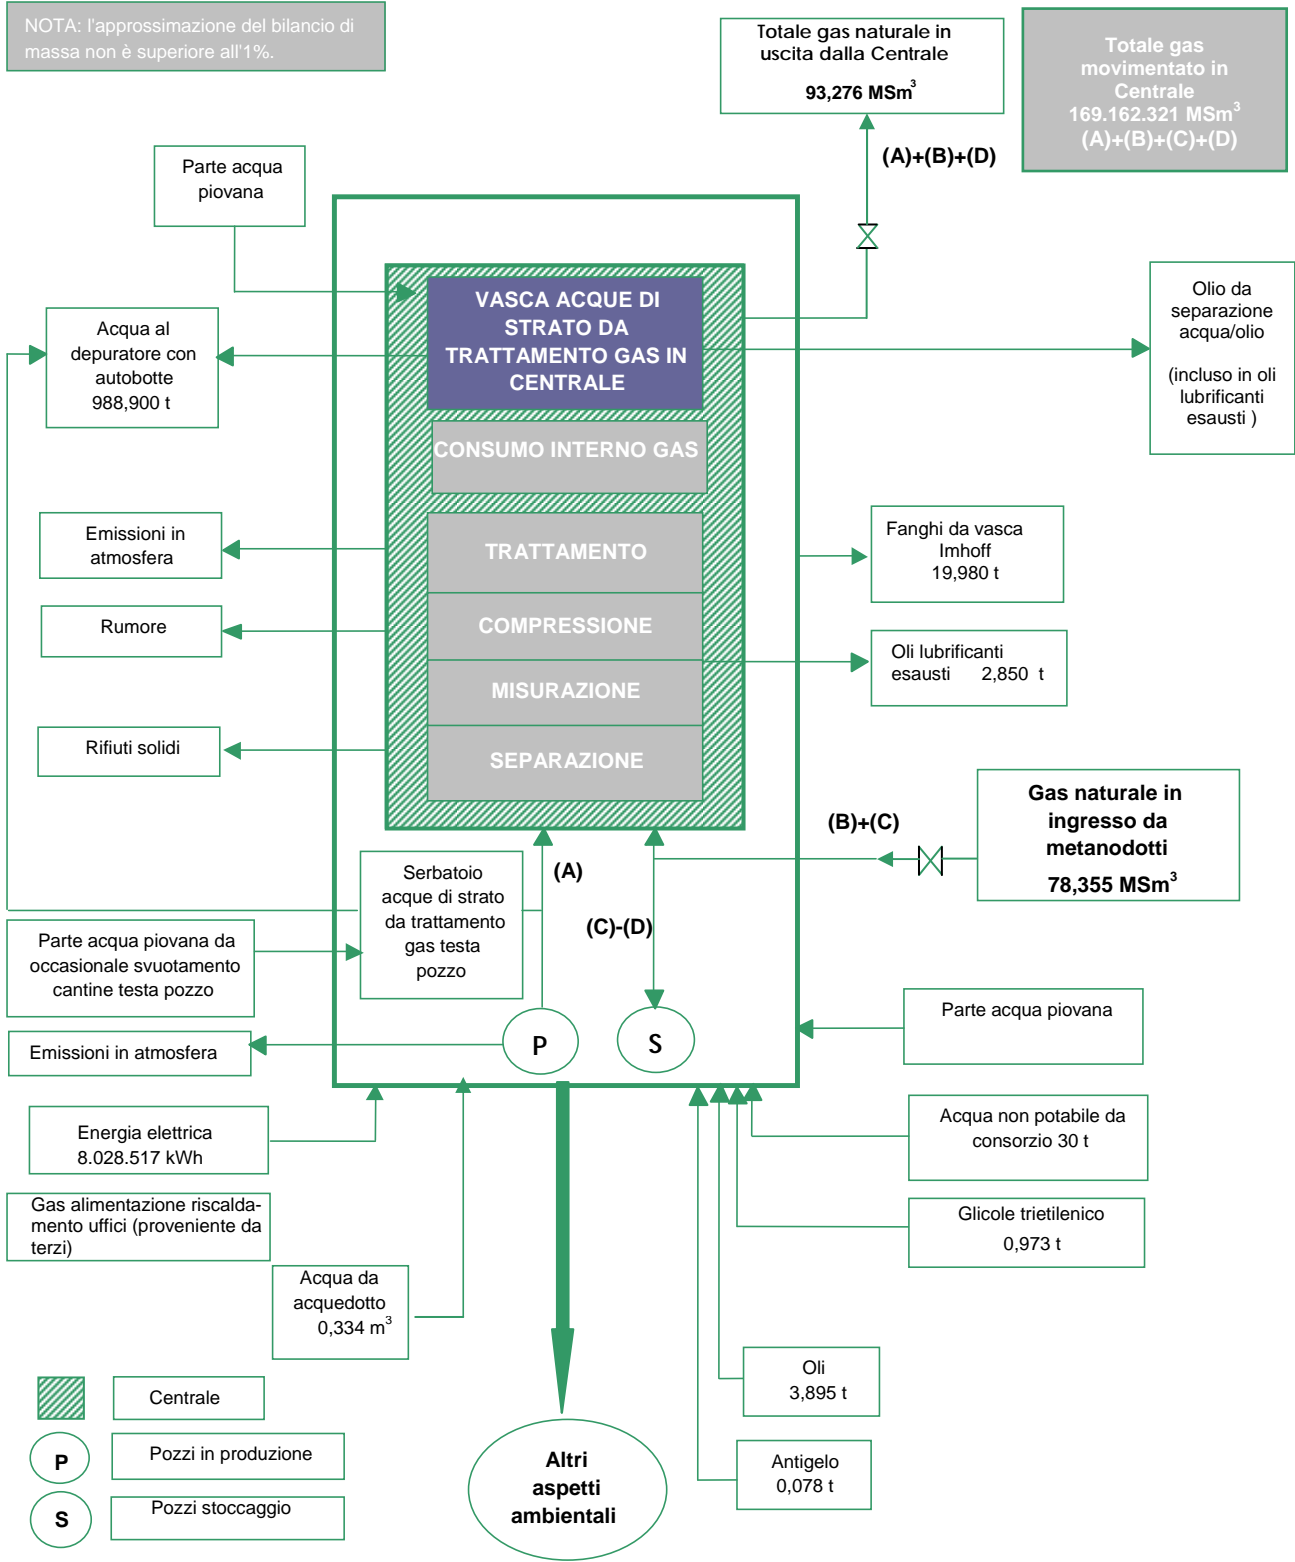 NOTA: l'approssimazione del bilancio di
massa non è superiore all'1%.
Totale gas naturale in
uscita dalla Centrale
93,276 MSm³
Totale gas
movimentato in
Centrale
169.162.321 MSm³
(A)+(B)+(C)+(D)
(A)+(B)+(D)
Parte acqua
piovana
VASCA ACQUE DI
STRATO DA
TRATTAMENTO GAS IN
CENTRALE
Acqua al
depuratore con
autobotte
988,900 t
Olio da
separazione
acqua/olio
(incluso in oli
lubrificanti
esausti )
CONSUMO INTERNO GAS
Emissioni in
atmosfera
TRATTAMENTO
Fanghi da vasca
Imhoff
19,980 t
Rumore
COMPRESSIONE
Oli lubrificanti
esausti 2,850 t
MISURAZIONE
Rifiuti solidi
SEPARAZIONE
Gas naturale in
ingresso da
metanodotti
78,355 MSm³
(B)+(C)
(A)
Serbatoio
acque di strato
da trattamento
gas testa
pozzo
(C)-(D)
Parte acqua piovana da
occasionale svuotamento
cantine testa pozzo
Parte acqua piovana
P
S
Emissioni in atmosfera
Energia elettrica
8.028.517 kWh
Acqua non potabile da
consorzio 30 t
Gas alimentazione riscalda-
mento uffici (proveniente da
terzi)
Glicole trietilenico
0,973 t
Acqua da
acquedotto
0,334 m³
Oli
3,895 t
Centrale
P
Pozzi in produzione
S
Pozzi stoccaggio
Altri
aspetti
ambientali
Antigelo
0,078 t